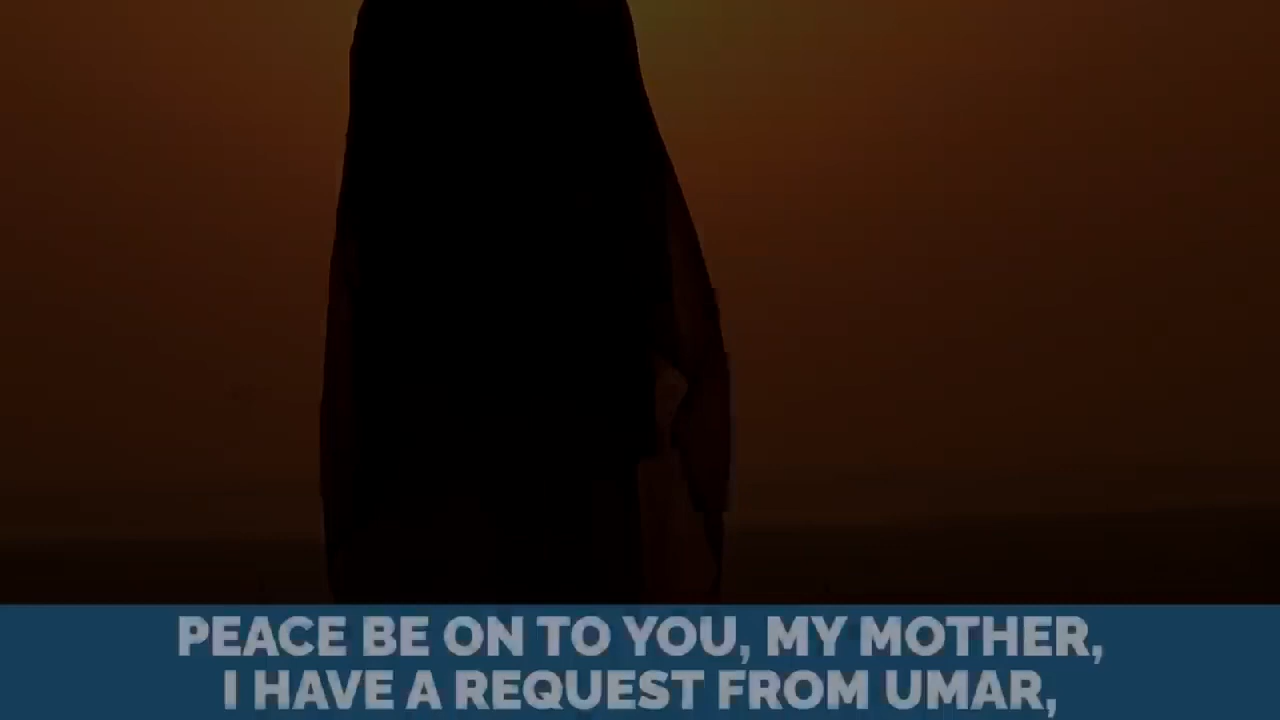 PEACE BE ON TO YOU, MY MOTHER,
I HAVE A REQUEST FROM UMAR,